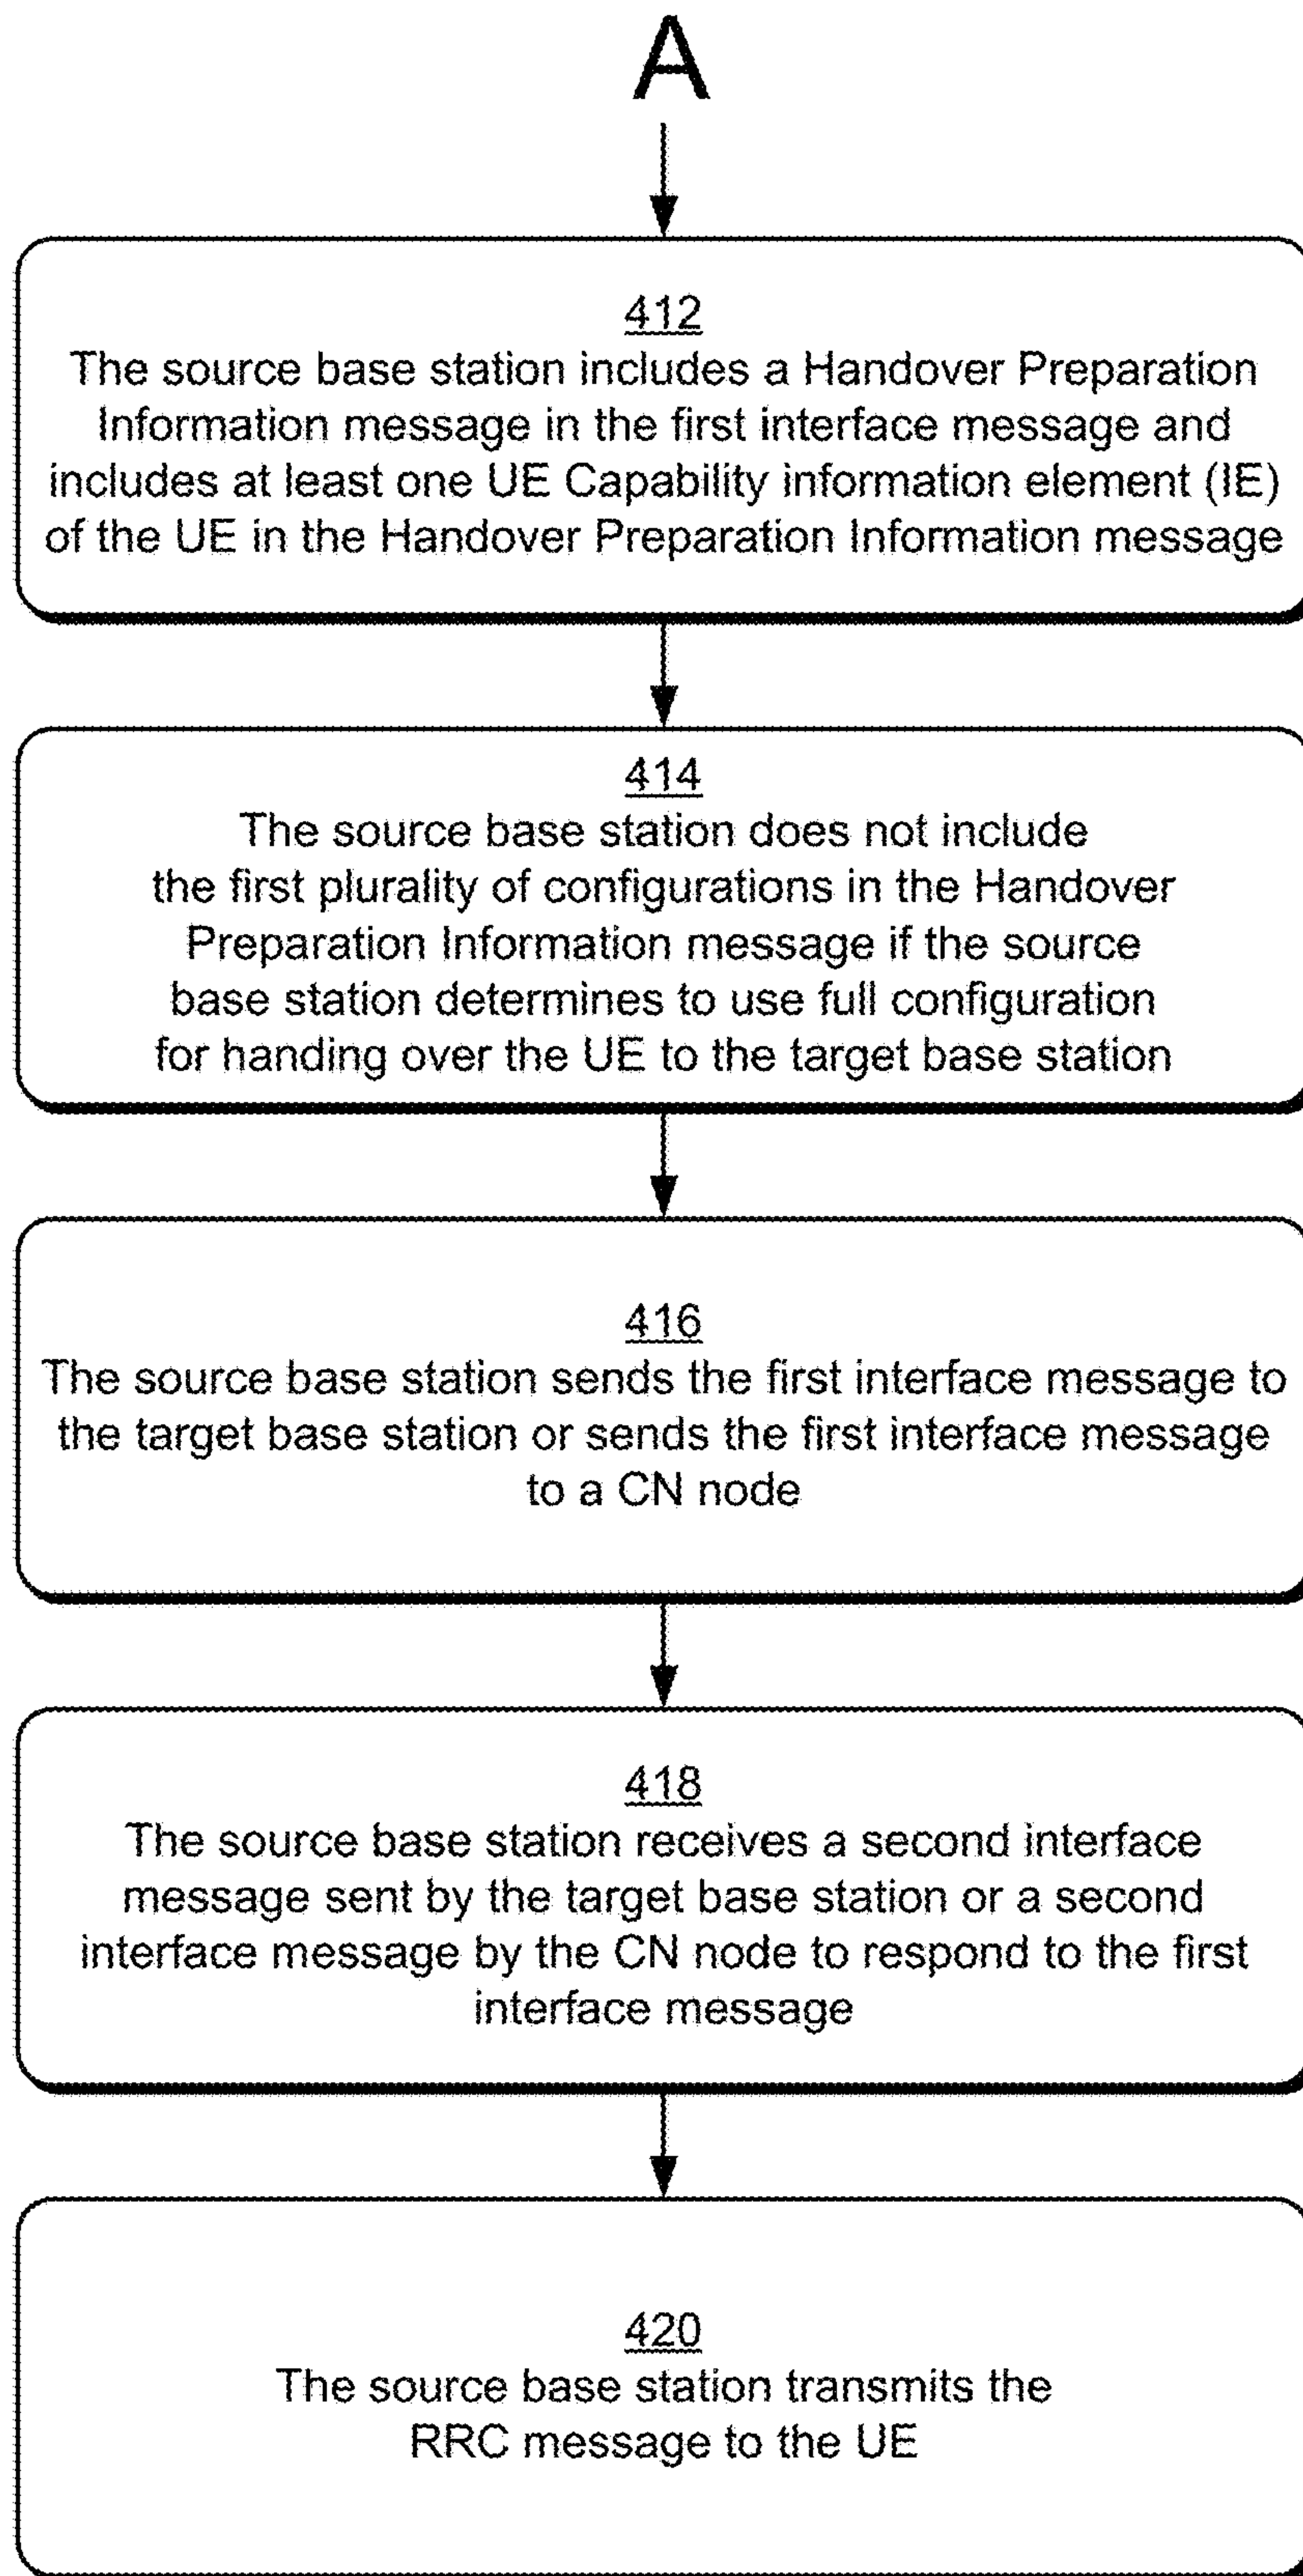 A
412
The source base station includes a Handover Preparation
Information message in the first interface message and
includes at least one UE Capability information element (IE)
of the UE in the Handover Preparation Information message
414
The source base station does not include
the first plurality of configurations in the Handover
Preparation Information message if the source
base station determines to use full configuration
for handing over the UE to the target base station
416
The source base station sends the first interface message to
the target base station or sends the first interface message
to a CN node
418
The source base station receives a second interface
message sent by the target base station or a second
interface message by the CN node to respond to the first
interface message
420
The source base station transmits the
RRC message to the UE